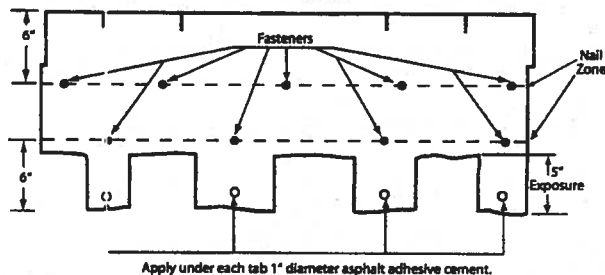 6"
Fasteners
Nail
Zone
6"
5"
Exposure
Apply under each tab 1" diameter asphalt adhesive cement.